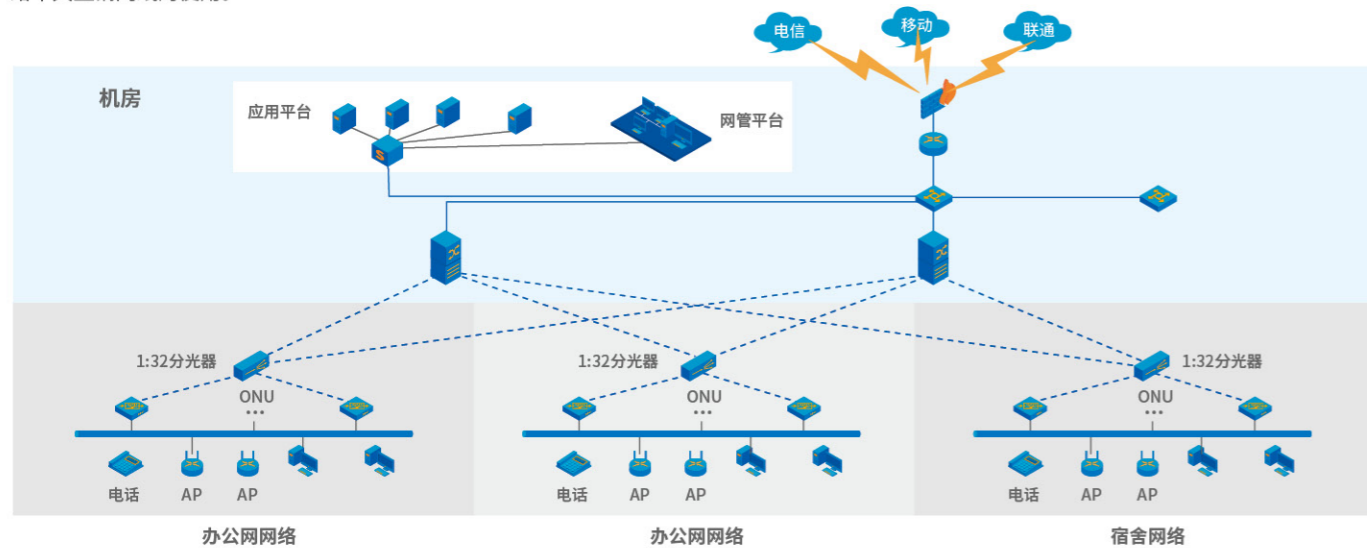 电信
移动
联通
机房
应用平台
网管平台
1:32分光器
1:32分光器
1:32分光器
ONU
...
ONU
...
ONU
...
S
电话 AP AP
电话 AP AP
电话 AP AP
办公网网络
办公网网络
宿舍网络